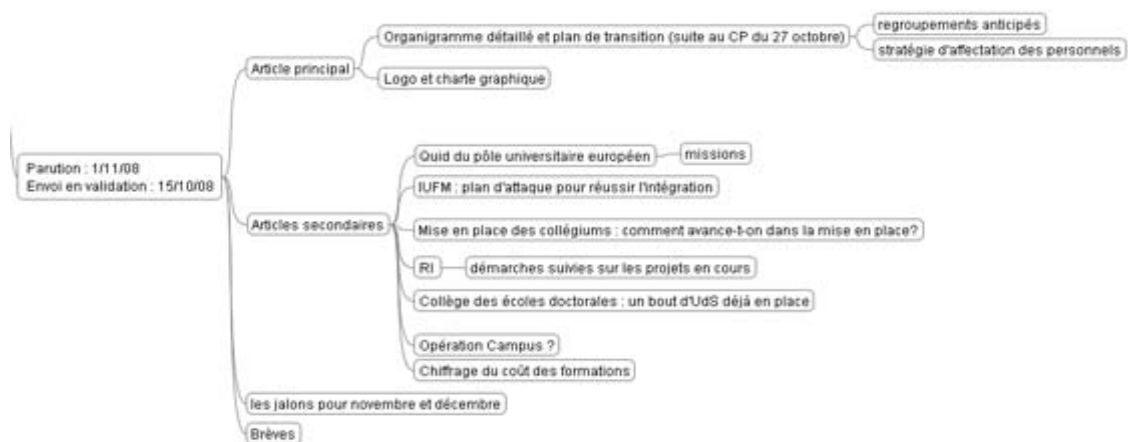 Parution : 1/11/08
Envoi en validation : 15/10/08
Article principal
Organigramme détaillé et plan de transition (suite au CP du 27 octobre)
regroupements anticipés
stratégie d'affectation des personnels
Logo et charte graphique
Articles secondaires
Quid du pôle universitaire européen
missions
IUFM : plan d'attaque pour réussir l'intégration
Mise en place des collégiums : comment avance-t-on dans la mise en place?
RI
démarches suivies sur les projets en cours
Collège des écoles doctorales : un bout d'UdS déjà en place
Opération Campus ?
Chiffrage du coût des formations
les jalons pour novembre et décembre
Brèves